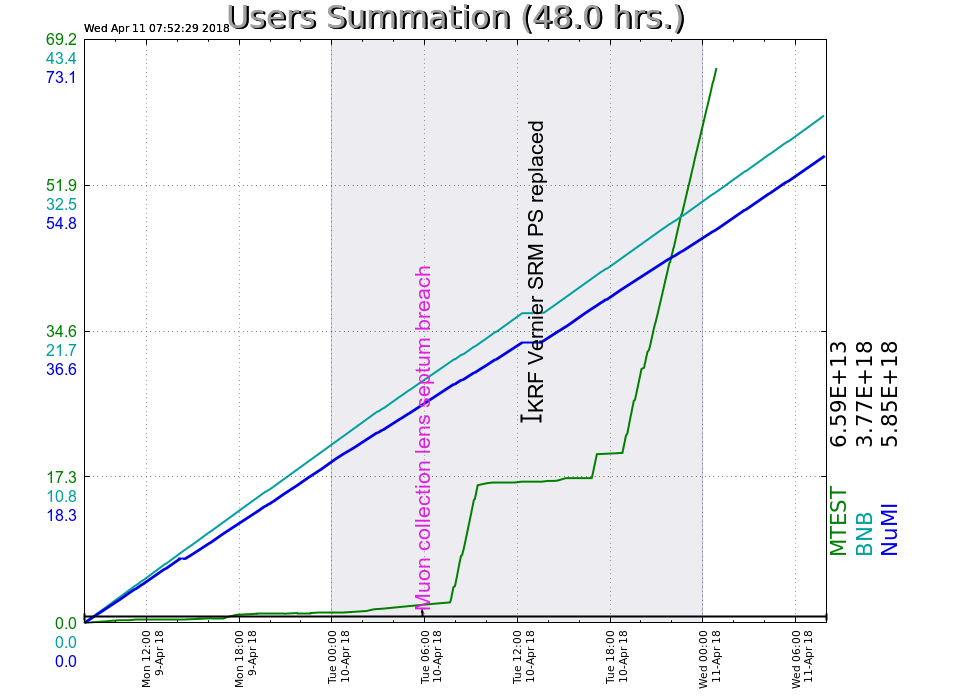 Users Summation (48.0 hrs.)
Wed Apr 11 07:52:29 2018
69.2
43.4
73.1
51.9
32.5
54.8
34.6
21.7
36.6
17.3
10.8
18.3
0.0
0.0
0.0
Muon collection lens septum breach
KRF Vernier SRM PS replaced
MTEST 6.59E+13
BNB 3.77E+18
NuMI 5.85E+18
Mon 12:00
9-Apr 18
Mon 18:00
9-Apr 18
Tue 00:00
10-Apr 18
Tue 06:00
10-Apr 18
Tue 12:00
10-Apr 18
Tue 18:00
10-Apr 18
Wed 00:00
11-Apr 18
Wed 06:00
11-Apr 18